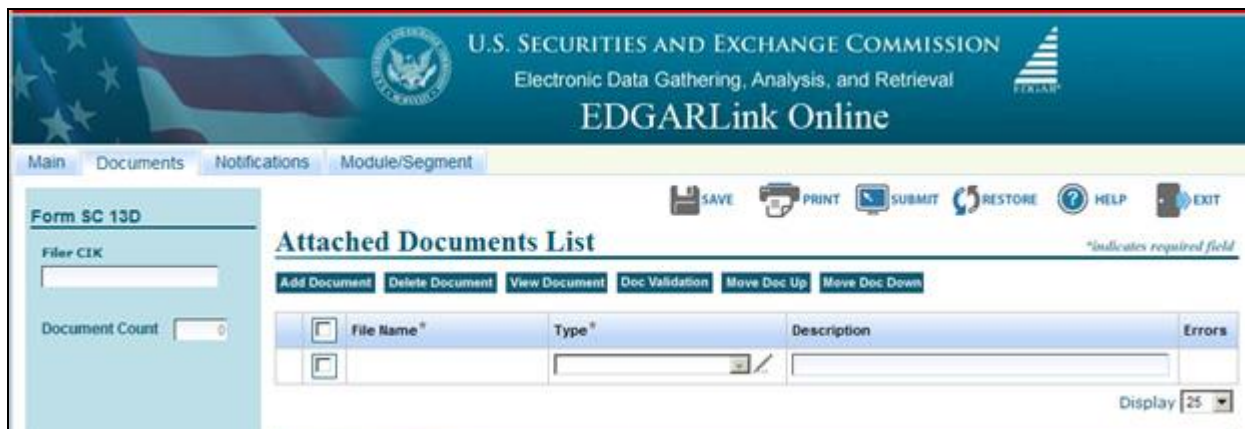 U.S. SECURITIES AND EXCHANGE COMMISSION
Electronic Data Gathering, Analysis, and Retrieval
EDGAR®
EDGARLink Online
Main Documents Notifications Module/Segment
SAVE PRINT SUBMIT RESTORE HELP EXIT
Form SC 13D
Attached Documents List
*indicates required field
Filer CIK
Add Document Delete Document View Document Doc Validation Move Doc Up Move Doc Down
Document Count 0
File Name* Type* Description Errors
Display 25